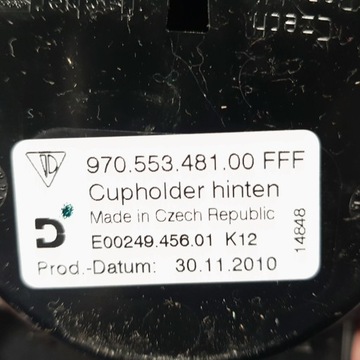 970.553.481.00 FFF
Cupholder hinten
Made in Czech Republic
E00249.456.01 K12
Prod.-Datum: 30.11.2010
14848